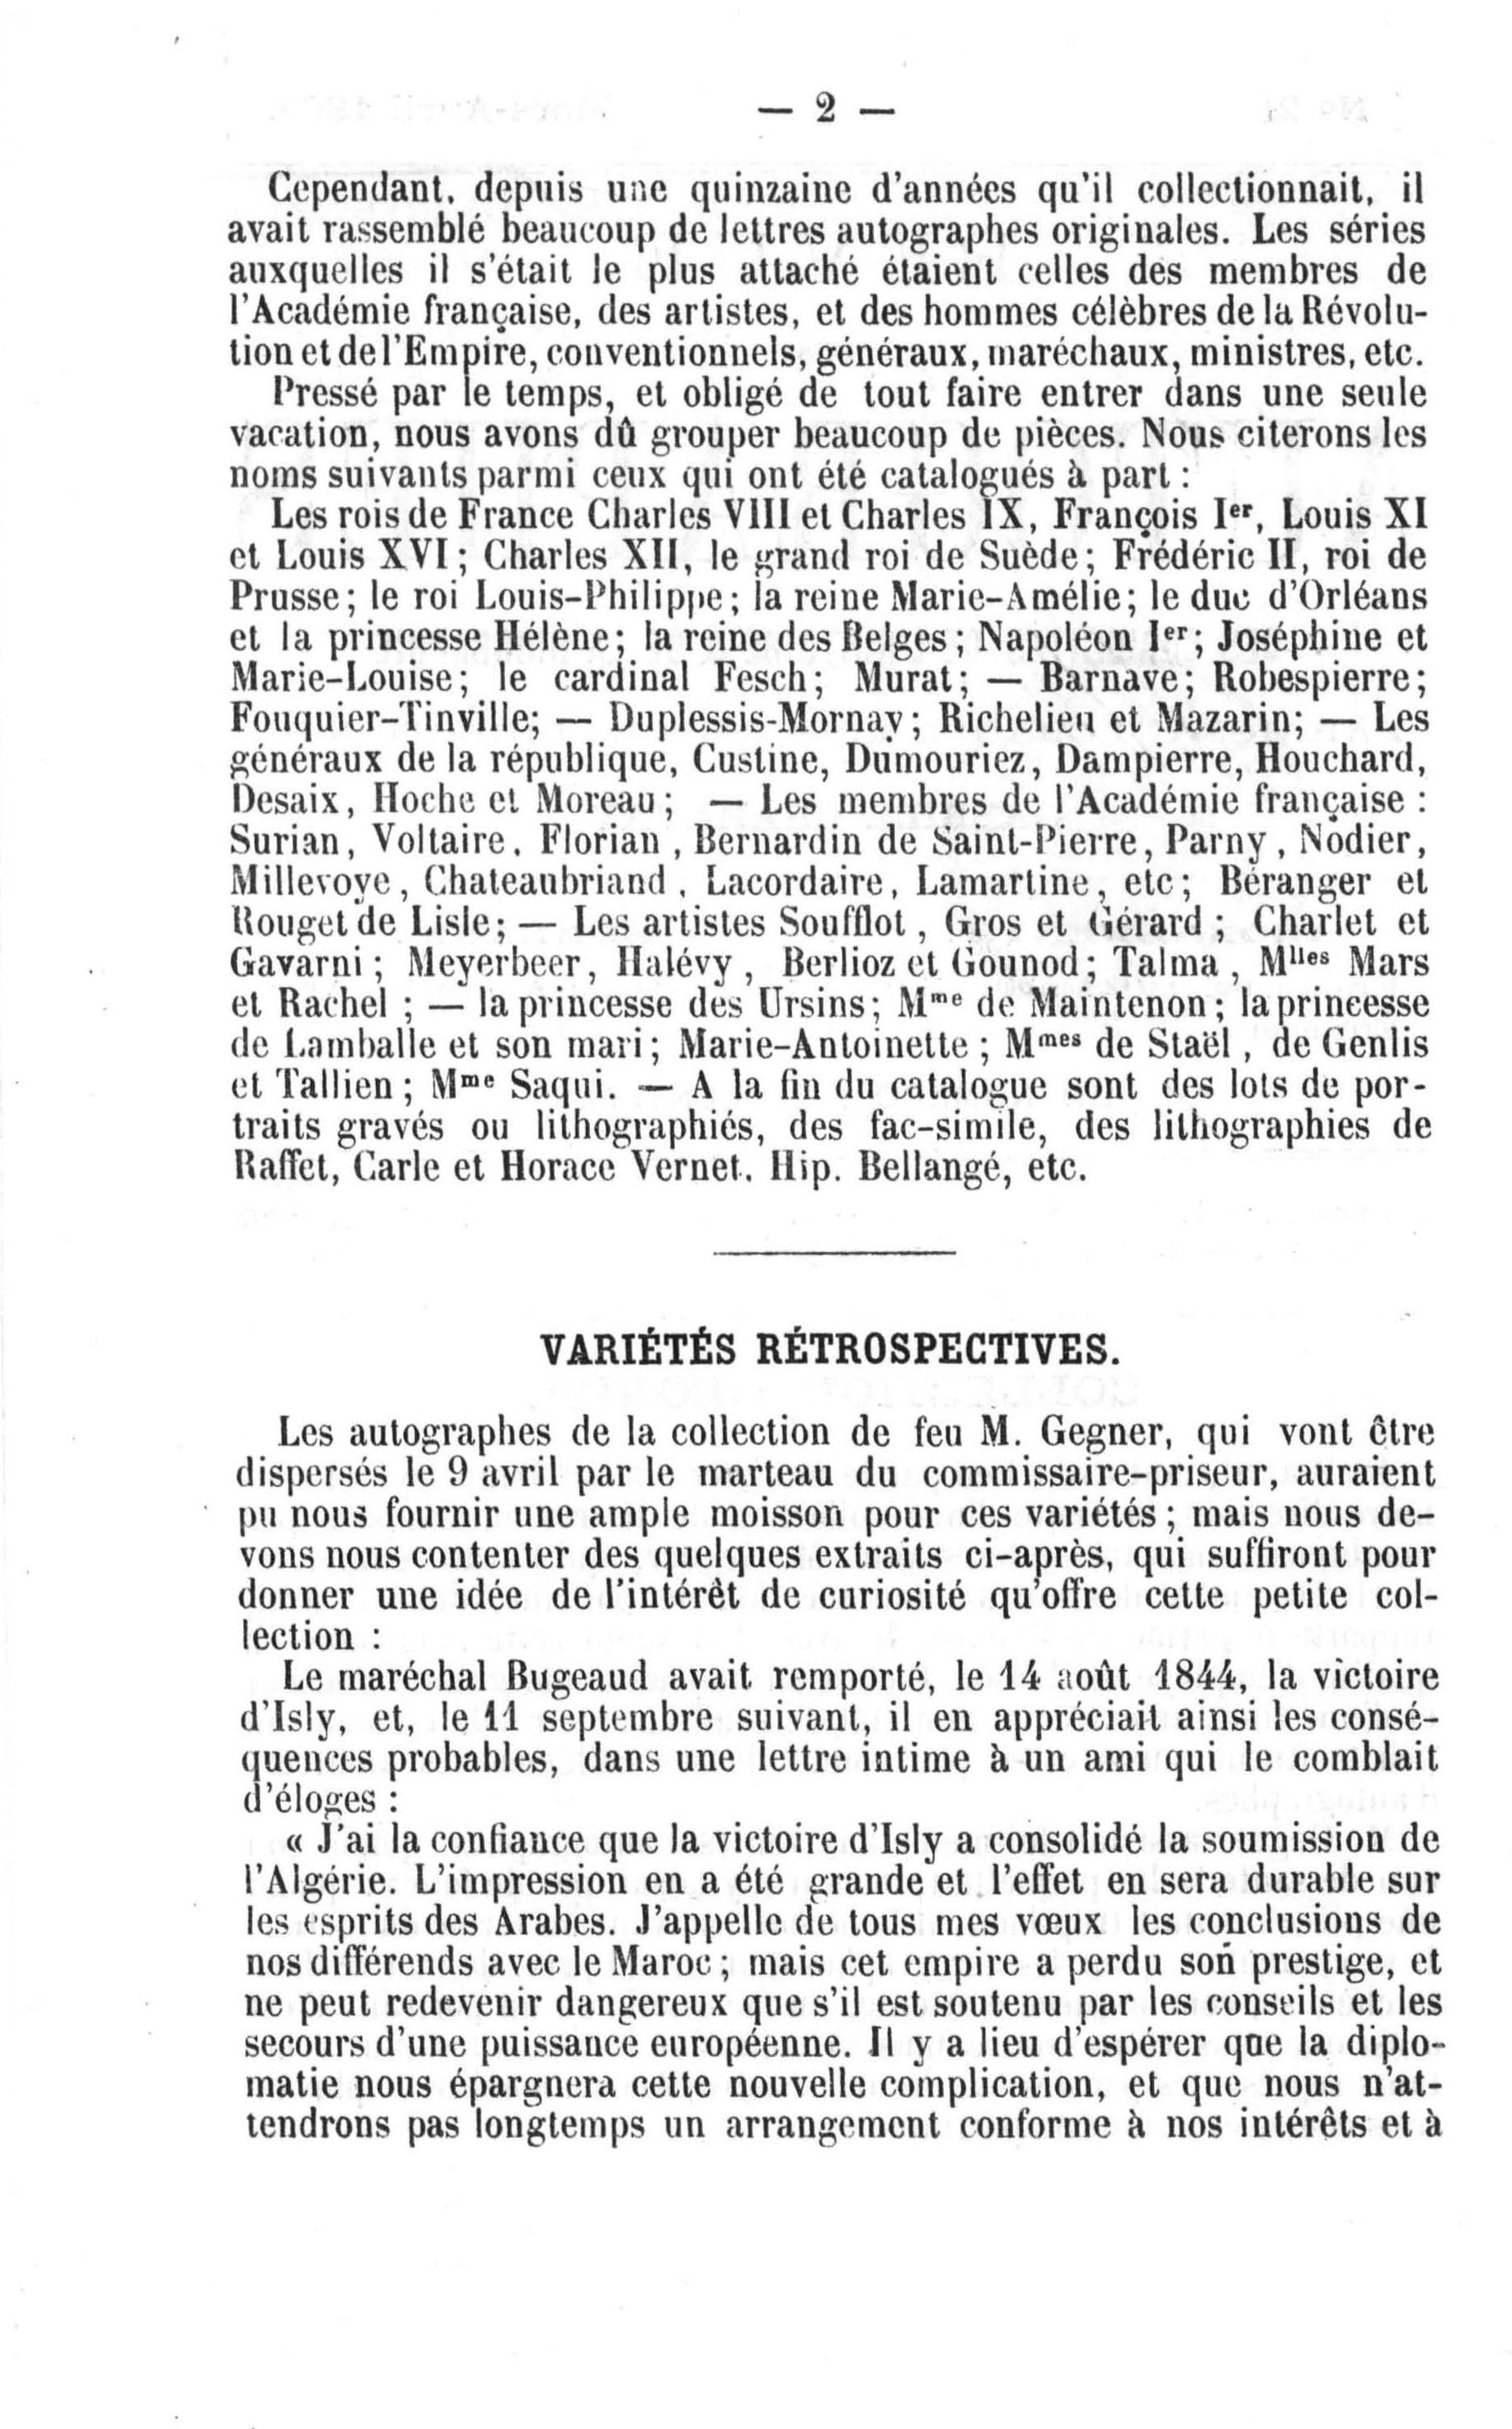 — 2 —
Cependant, depuis une quinzaine d'années qu'il collectionnait, il
avait rassemblé beaucoup de lettres autographes originales. Les séries
auxquelles il s'était le plus attaché étaient celles des membres de
l'Académie française, des artistes, et des hommes célèbres de la Révolu-
tion et de l'Empire, conventionnels, généraux, maréchaux, ministres, etc.
Pressé par le temps, et obligé de tout faire entrer dans une seule
vacation, nous avons dû grouper beaucoup de pièces. Nous citerons les
noms suivants parmi ceux qui ont été catalogués à part :
Les rois de France Charles VIII et Charles IX, François Ier, Louis XI
et Louis XVI ; Charles XII, le grand roi de Suède ; Frédéric II, roi de
Prusse ; le roi Louis-Philippe ; la reine Marie-Amélie ; le duc d'Orléans
et la princesse Hélène ; la reine des Belges ; Napoléon Ier ; Joséphine et
Marie-Louise ; le cardinal Fesch ; Murat ; — Barnave ; Robespierre ;
Fouquier-Tinville ; — Duplessis-Mornay ; Richelieu et Mazarin ; — Les
généraux de la république, Custine, Dumouriez, Dampierre, Houchard,
Desaix, Hoche et Moreau ; — Les membres de l'Académie française :
Surian, Voltaire, Florian, Bernardin de Saint-Pierre, Parny, Nodier,
Millevoye, Chateaubriand, Lacordaire, Lamartine, etc ; Béranger et
Rouget de Lisle ; — Les artistes Soufflot, Gros et Gérard ; Charlet et
Gavarni ; Meyerbeer, Halévy, Berlioz et Gounod ; Talma, Mlles Mars
et Rachel ; — la princesse des Ursins ; Mme de Maintenon ; la princesse
de Lamballe et son mari ; Marie-Antoinette ; Mmes de Staël, de Genlis
et Tallien ; Mme Saqui. — A la fin du catalogue sont des lots de por-
traits gravés ou lithographiés, des fac-simile, des lithographies de
Raffet, Carle et Horace Vernet, Hip. Bellangé, etc.
VARIÉTÉS RÉTROSPECTIVES.
Les autographes de la collection de feu M. Gegner, qui vont être
dispersés le 9 avril par le marteau du commissaire-priseur, auraient
pu nous fournir une ample moisson pour ces variétés ; mais nous de-
vons nous contenter des quelques extraits ci-après, qui suffiront pour
donner une idée de l'intérêt de curiosité qu'offre cette petite col-
lection :
Le maréchal Bugeaud avait remporté, le 14 août 1844, la victoire
d'Isly, et, le 11 septembre suivant, il en appréciait ainsi les consé-
quences probables, dans une lettre intime à un ami qui le comblait
d'éloges :
« J'ai la confiance que la victoire d'Isly a consolidé la soumission de
l'Algérie. L'impression en a été grande et l'effet en sera durable sur
les esprits des Arabes. J'appelle de tous mes vœux les conclusions de
nos différends avec le Maroc ; mais cet empire a perdu son prestige, et
ne peut redevenir dangereux que s'il est soutenu par les conseils et les
secours d'une puissance européenne. Il y a lieu d'espérer que la diplo-
matie nous épargnera cette nouvelle complication, et que nous n'at-
tendrons pas longtemps un arrangement conforme à nos intérêts et à